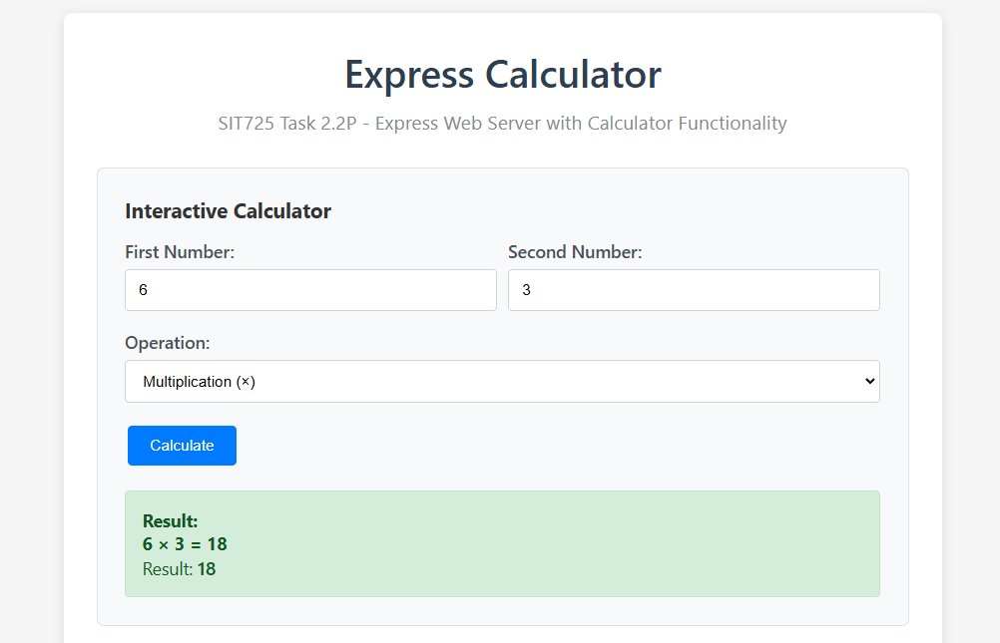 Express Calculator
SIT725 Task 2.2P - Express Web Server with Calculator Functionality
Interactive Calculator
First Number: Second Number:
6 3
Operation:
Multiplication (×)
Calculate
Result:
6 × 3 = 18
Result: 18